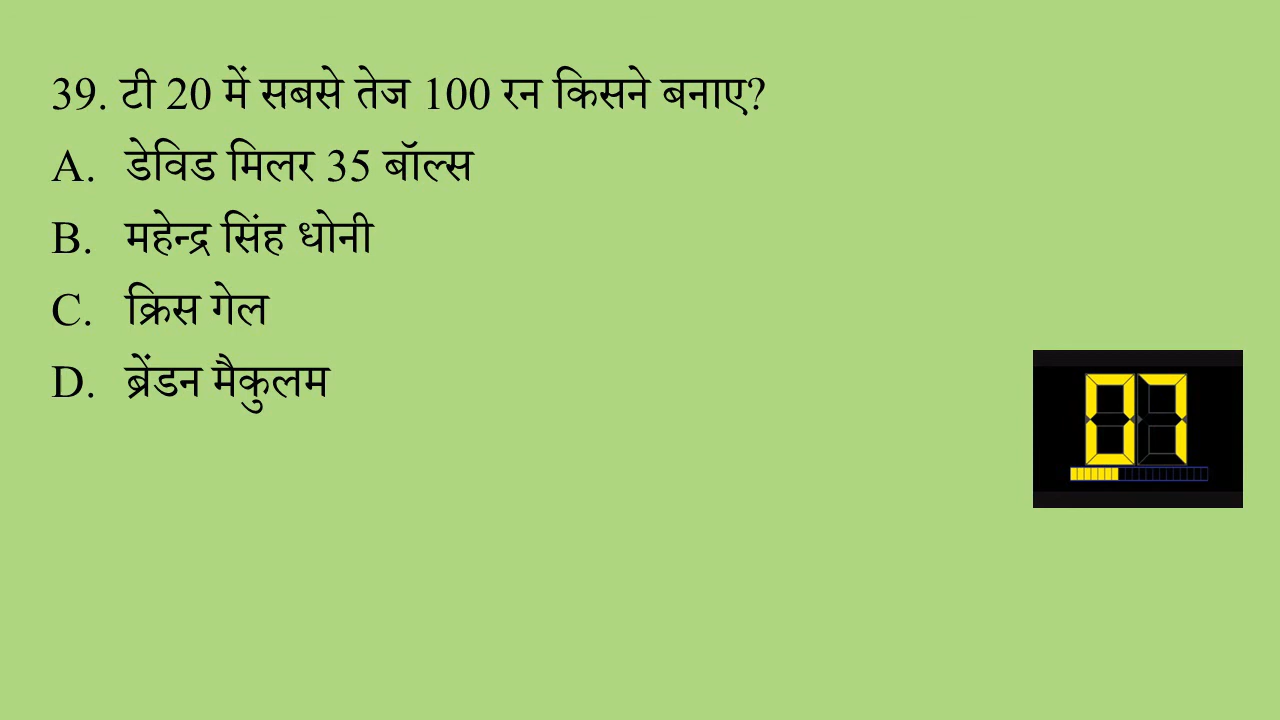 39. टी 20 में सबसे तेज 100 रन किसने बनाए?
A. डेविड मिलर 35 बॉल्स
B. महेन्द्र सिंह धोनी
C. क्रिस गेल
D. ब्रेंडन मैकुलम
07